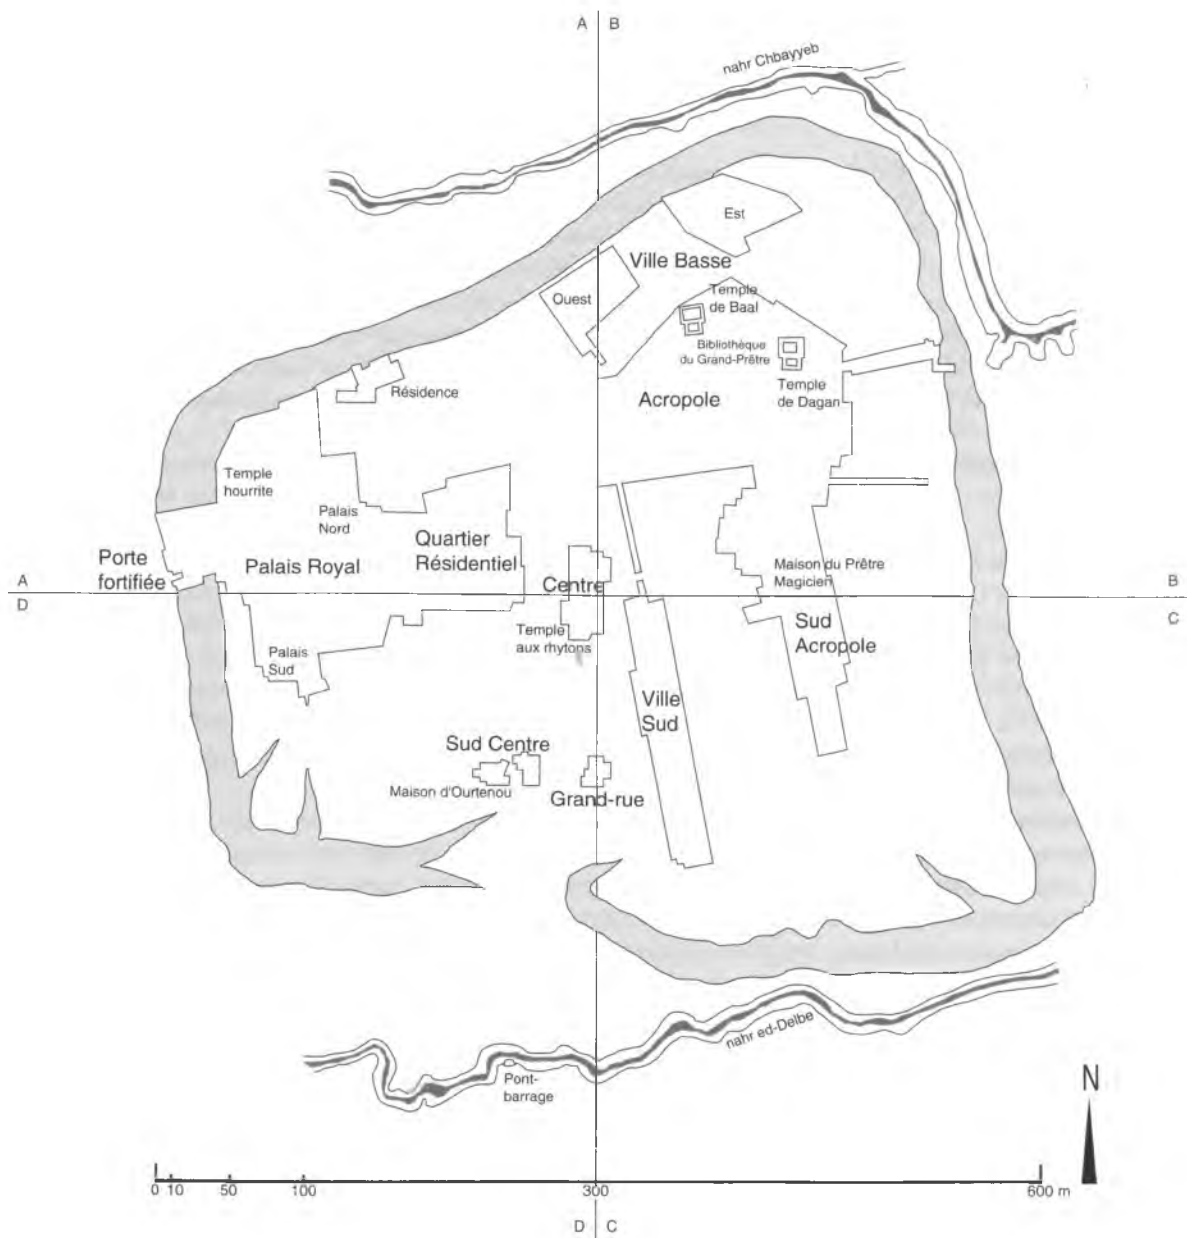 A B
nahr Chbayyeb
Est
Ville Basse
Ouest
Temple
de Baal
Bibliothèque
du Grand-Prêtre
Temple
de Dagan
Acropole
Résidence
Temple
hourrite
Palais
Nord
Quartier
Résidentiel
Palais Royal
Porte
fortifiée
Centre
Maison du Prêtre
Magicien
A
D
B
C
Temple
aux rhytons
Sud
Acropole
Palais
Sud
Ville
Sud
Sud Centre
Maison d'Ourtenou
Grand-rue
nahr ed-Delbe
Pont-
barrage
N
0 10 50 100 300 600 m
D C